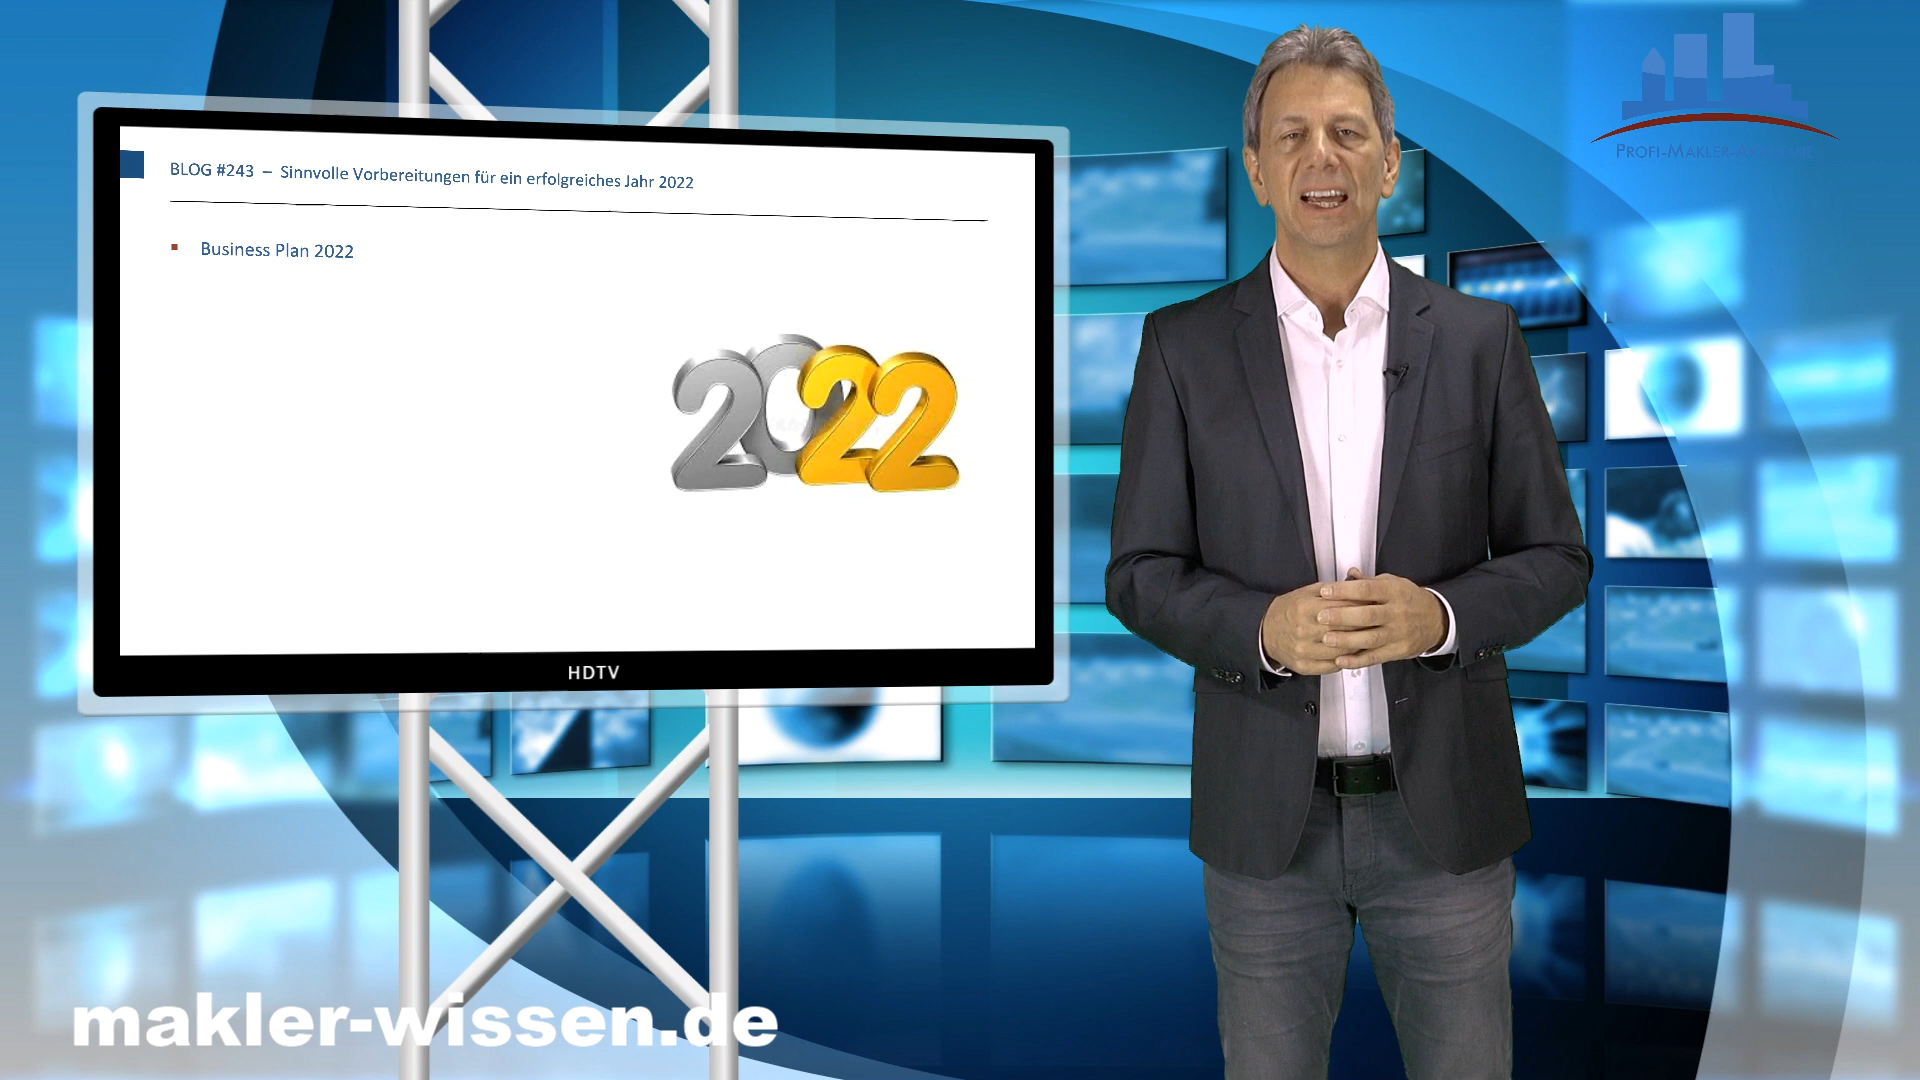 BLOG #243 – Sinnvolle Vorbereitungen für ein erfolgreiches Jahr 2022
Business Plan 2022
2022
HDTV
PROFI-MAKLER-AKADEMIE
makler-wissen.de